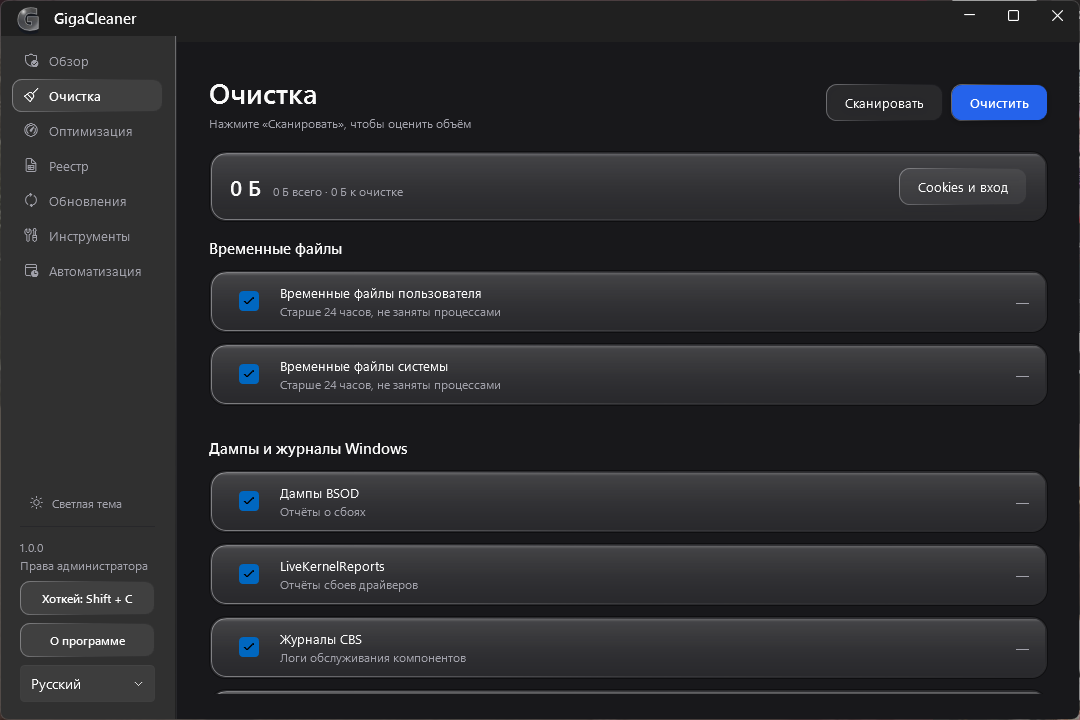 GigaCleaner
Обзор
Очистка
Оптимизация
Реестр
Обновления
Инструменты
Автоматизация
Светлая тема
1.0.0
Права администратора
Хоткей: Shift + C
О программе
Русский
Очистка
Нажмите «Сканировать», чтобы оценить объём
Сканировать
Очистить
0 Б
0 Б всего · 0 Б к очистке
Cookies и вход
Временные файлы
Временные файлы пользователя
Старше 24 часов, не заняты процессами
—
Временные файлы системы
Старше 24 часов, не заняты процессами
—
Дампы и журналы Windows
Дампы BSOD
Отчёты о сбоях
—
LiveKernelReports
Отчёты сбоев драйверов
—
Журналы CBS
Логи обслуживания компонентов
—